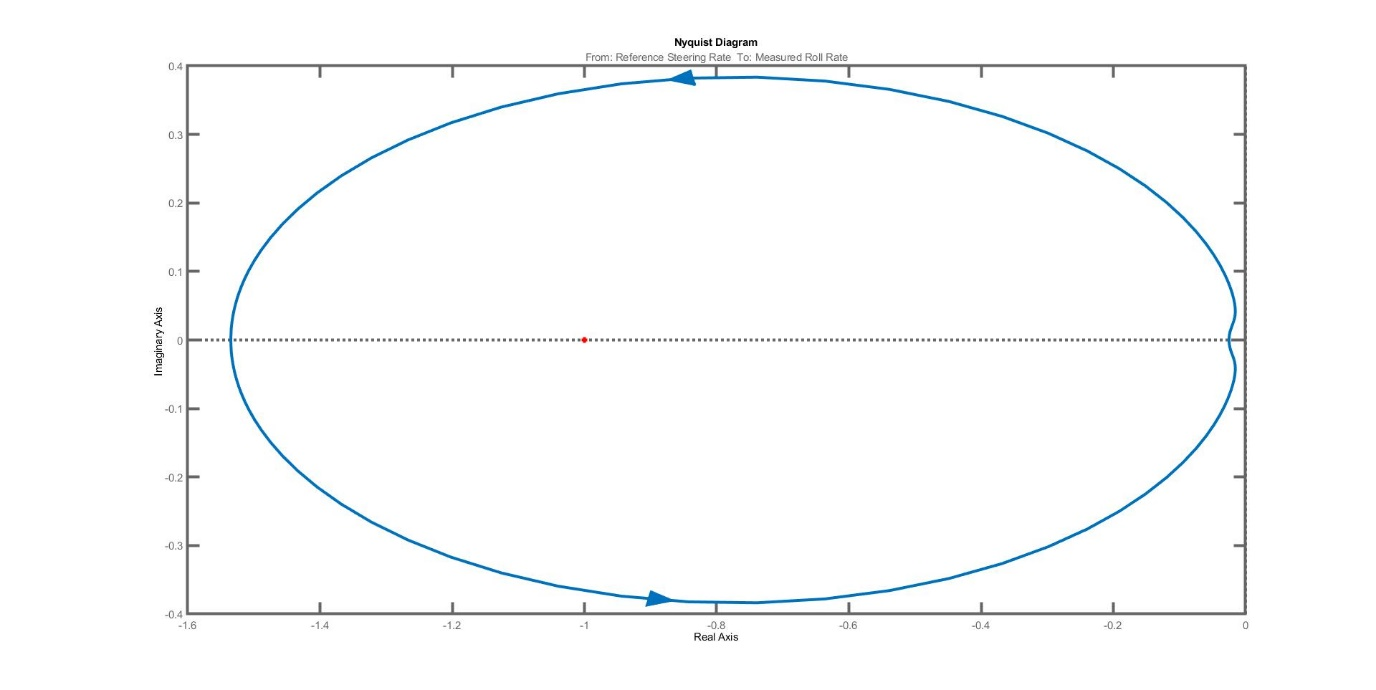 Nyquist Diagram
From: Reference Steering Rate To: Measured Roll Rate
0.4
0.3
0.2
0.1
0
-0.1
-0.2
-0.3
-0.4
Imaginary Axis
-1.6 -1.4 -1.2 -1 -0.8 -0.6 -0.4 -0.2 0
Real Axis